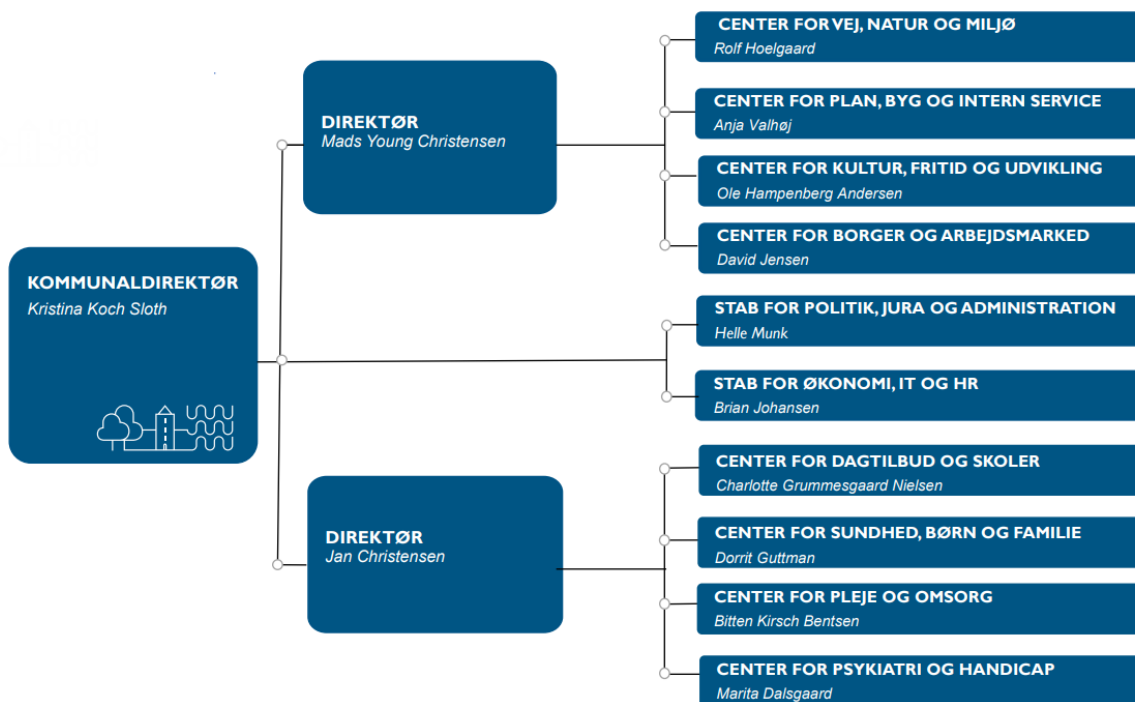 KOMMUNALDIREKTØR
Kristina Koch Sloth
DIREKTØR
Mads Young Christensen
CENTER FOR VEJ, NATUR OG MILJØ
Rolf Hoelgaard
CENTER FOR PLAN, BYG OG INTERN SERVICE
Anja Valhøj
CENTER FOR KULTUR, FRITID OG UDVIKLING
Ole Hampenberg Andersen
CENTER FOR BORGER OG ARBEJDSMARKED
David Jensen
STAB FOR POLITIK, JURA OG ADMINISTRATION
Helle Munk
STAB FOR ØKONOMI, IT OG HR
Brian Johansen
DIREKTØR
Jan Christensen
CENTER FOR DAGTILBUD OG SKOLER
Charlotte Grummesgaard Nielsen
CENTER FOR SUNDHED, BØRN OG FAMILIE
Dorrit Guttman
CENTER FOR PLEJE OG OMSORG
Bitten Kirsch Bentsen
CENTER FOR PSYKIATRI OG HANDICAP
Marita Dalsgaard